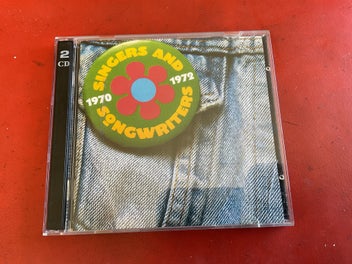 2
CD
SINGERS AND
1970
1972
SONGWRITERS